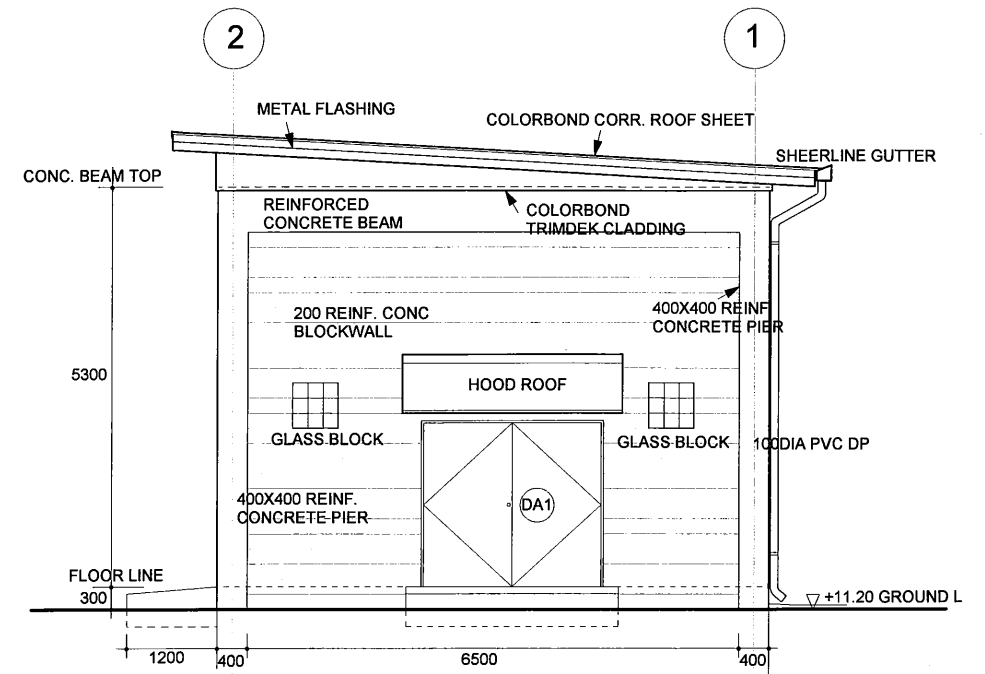 2
1
METAL FLASHING
COLORBOND CORR. ROOF SHEET
SHEERLINE GUTTER
CONC. BEAM TOP
REINFORCED
CONCRETE BEAM
COLORBOND
TRIMDEK CLADDING
200 REINF. CONC
BLOCKWALL
400X400 REINF.
CONCRETE PIER
5300
HOOD ROOF
GLASS BLOCK
GLASS BLOCK
100DIA PVC DP
400X400 REINF.
CONCRETE PIER
DA1
FLOOR LINE
300
+11.20 GROUND L
1200
400
6500
400